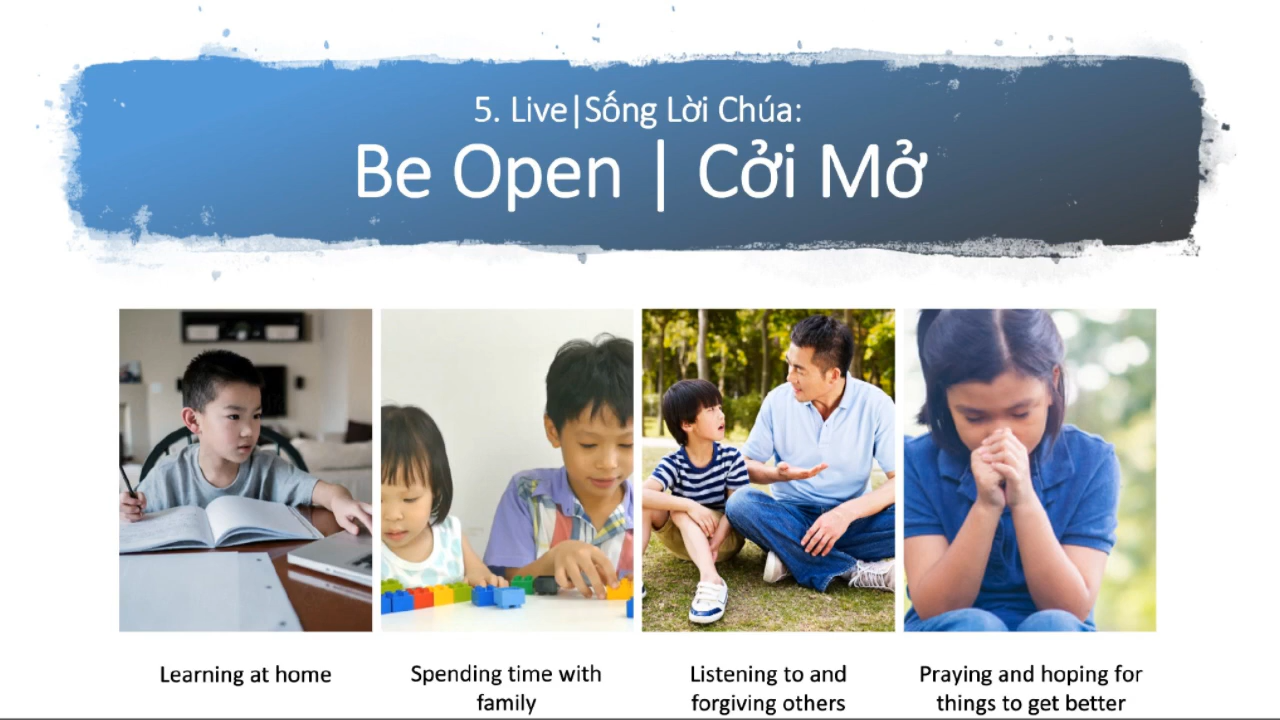 5. Live|Sống Lời Chúa:
Be Open | Cởi Mở
Learning at home
Spending time with
family
Listening to and
forgiving others
Praying and hoping for
things to get better